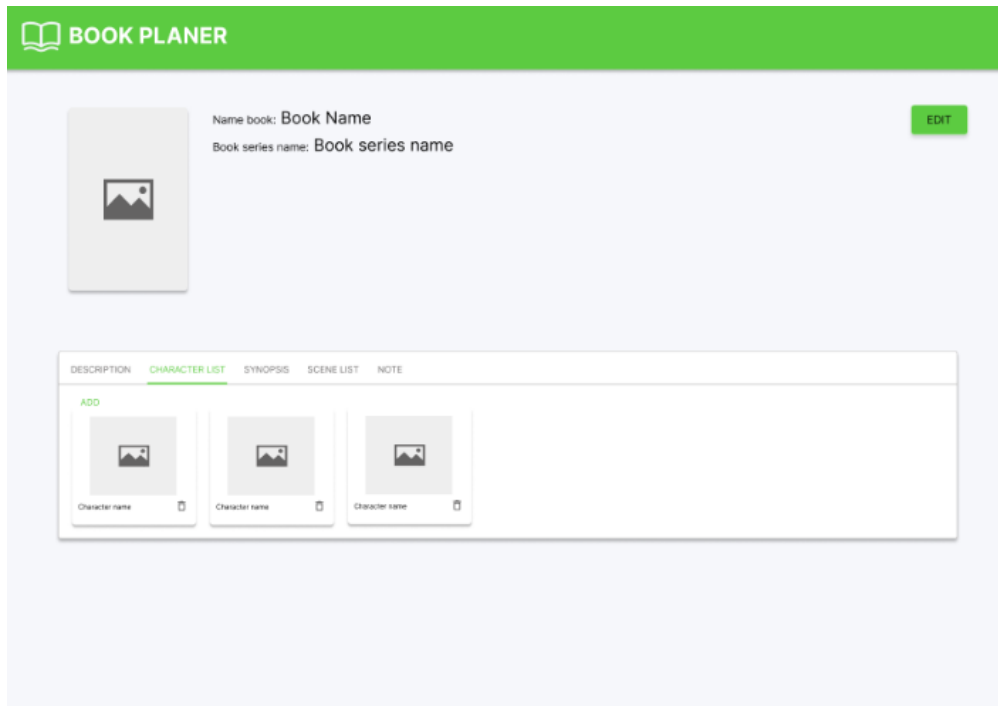 BOOK PLANER
Name book: Book Name
EDIT
Book series name: Book series name
DESCRIPTION CHARACTER LIST SYNOPSIS SCENE LIST NOTE
ADD
Character name Character name Character name